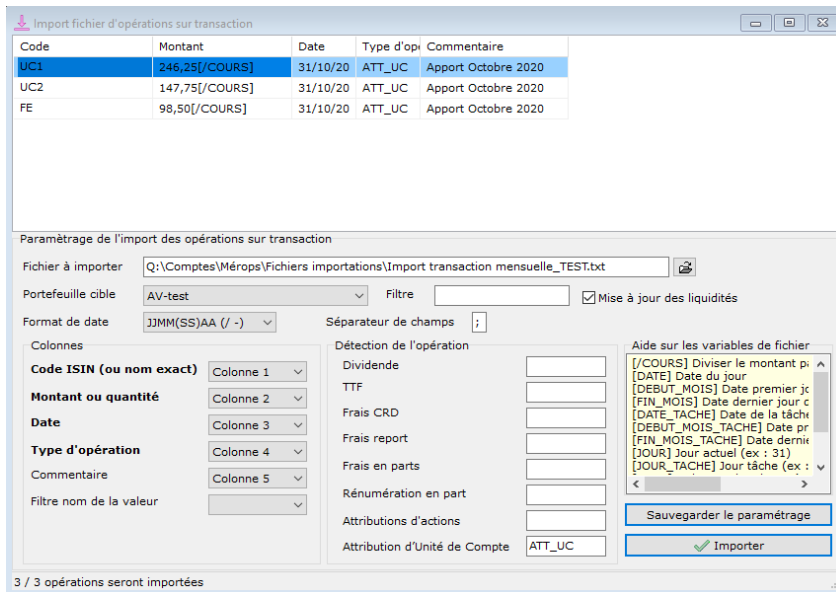 Import fichier d'opérations sur transaction
Code Montant Date Type d'op Commentaire
UC1 246,25[/COURS] 31/10/20 ATT_UC Apport Octobre 2020
UC2 147,75[/COURS] 31/10/20 ATT_UC Apport Octobre 2020
FE 98,50[/COURS] 31/10/20 ATT_UC Apport Octobre 2020
Paramètrage de l'import des opérations sur transaction
Fichier à importer Q:\Comptes\Mérops\Fichiers importations\Import transaction mensuelle_TEST.txt
Portefeuille cible AV-test Filtre Mise à jour des liquidités
Format de date JJMM(SS)AA (/ -) Séparateur de champs ;
Colonnes
Code ISIN (ou nom exact) Colonne 1
Montant ou quantité Colonne 2
Date Colonne 3
Type d'opération Colonne 4
Commentaire Colonne 5
Filtre nom de la valeur
Détection de l'opération
Dividende
TTF
Frais CRD
Frais report
Frais en parts
Rénumération en part
Attributions d'actions
Attribution d'Unité de Compte ATT_UC
Aide sur les variables de fichier
[/COURS] Diviser le montant pa
[DATE] Date du jour
[DEBUT_MOIS] Date premier jo
[FIN_MOIS] Date dernier jour d
[DATE_TACHE] Date de la tâche
[DEBUT_MOIS_TACHE] Date pr
[FIN_MOIS_TACHE] Date dernie
[JOUR] Jour actuel (ex : 31)
[JOUR_TACHE] Jour tâche (ex :
Sauvegarder le paramétrage
Importer
3 / 3 opérations seront importées